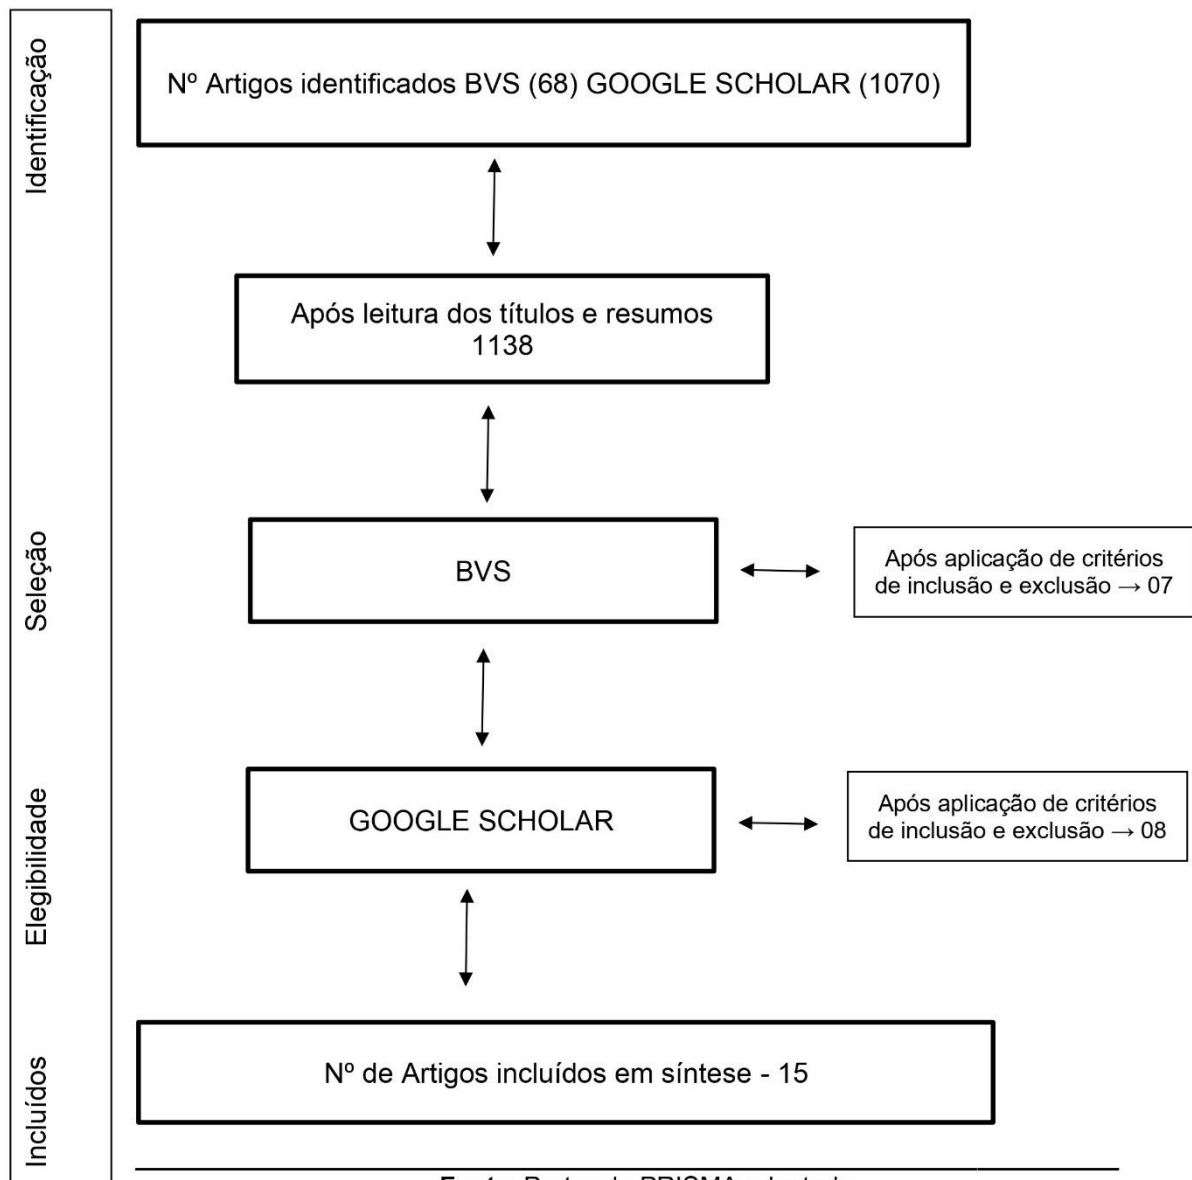 Identificação
Nº Artigos identificados BVS (68) GOOGLE SCHOLAR (1070)
Após leitura dos títulos e resumos
1138
Seleção
BVS
Após aplicação de critérios
de inclusão e exclusão → 07
Elegibilidade
GOOGLE SCHOLAR
Após aplicação de critérios
de inclusão e exclusão → 08
Incluídos
Nº de Artigos incluídos em síntese - 15
PRISMA